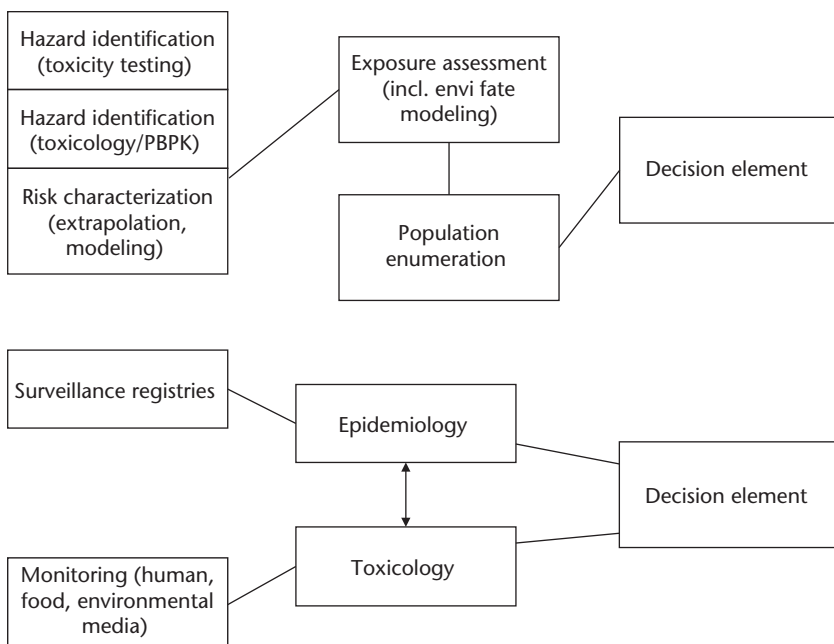 Hazard identification
(toxicity testing)
Hazard identification
(toxicology/PBPK)
Risk characterization
(extrapolation,
modeling)
Exposure assessment
(incl. envi fate
modeling)
Population
enumeration
Decision element
Surveillance registries
Epidemiology
Decision element
Toxicology
Monitoring (human,
food, environmental
media)